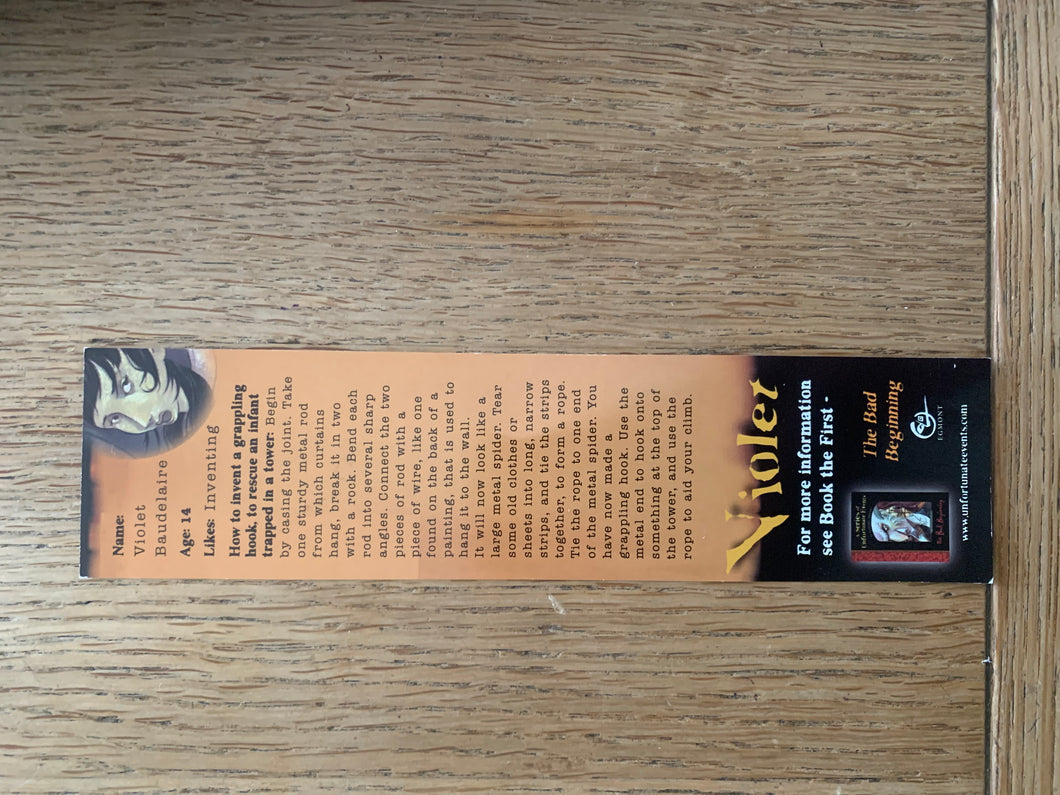 Name:
Violet
Baudelaire
Age: 14
Likes: Inventing
How to invent a grappling
hook, to rescue an infant
trapped in a tower: Begin
by casing the joint. Take
one sturdy metal rod
from which curtains
hang, break it in two
with a rock. Bend each
rod into several sharp
angles. Connect the two
pieces of rod with a
piece of wire, like one
found on the back of a
painting, that is used to
hang it to the wall.
It will now look like a
large metal spider. Tear
some old clothes or
sheets into long, narrow
strips, and tie the strips
together, to form a rope.
Tie the rope to one end
of the metal spider. You
have now made a
grappling hook. Use the
metal end to hook onto
something at the top of
the tower, and use the
rope to aid your climb.
Violet
For more information
see Book the First -
A SERIES OF
Unfortunate Events
The Bad Beginning
The Bad
Beginning
EGMONT
www.unfortunateevents.com